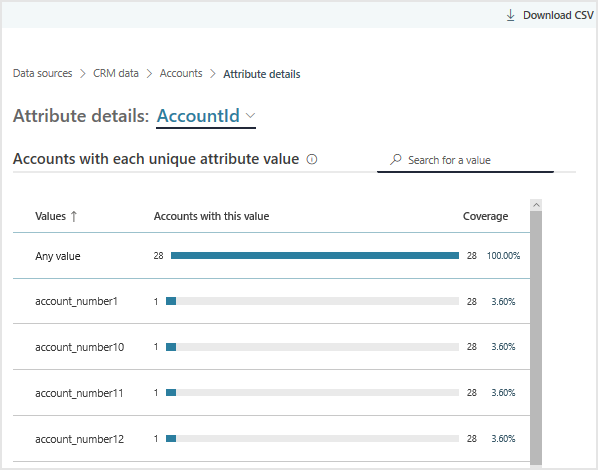 Download CSV
Data sources > CRM data > Accounts > Attribute details
Attribute details: AccountId
Accounts with each unique attribute value
Search for a value
Values ↑ Accounts with this value Coverage
Any value 28 28 100.00%
account_number1 1 28 3.60%
account_number10 1 28 3.60%
account_number11 1 28 3.60%
account_number12 1 28 3.60%